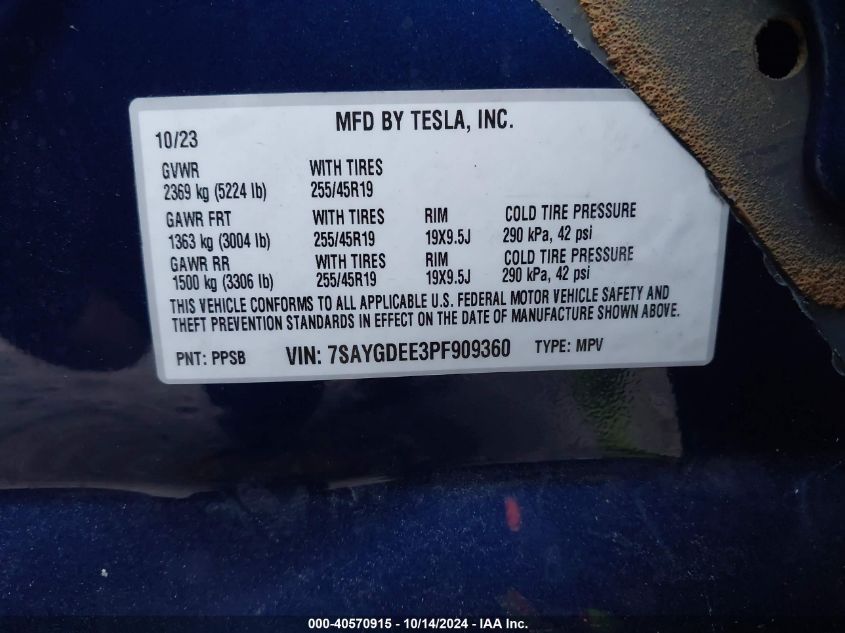 MFD BY TESLA, INC.
10/23
GVWR WITH TIRES
2369 kg (5224 lb) 255/45R19
GAWR FRT WITH TIRES RIM COLD TIRE PRESSURE
1363 kg (3004 lb) 255/45R19 19X9.5J 290 kPa, 42 psi
GAWR RR WITH TIRES RIM COLD TIRE PRESSURE
1500 kg (3306 lb) 255/45R19 19X9.5J 290 kPa, 42 psi
THIS VEHICLE CONFORMS TO ALL APPLICABLE U.S. FEDERAL MOTOR VEHICLE SAFETY AND
THEFT PREVENTION STANDARDS IN EFFECT ON THE DATE OF MANUFACTURE SHOWN ABOVE.
PNT: PPSB VIN: 7SAYGDEE3PF909360 TYPE: MPV
000-40570915 - 10/14/2024 - IAA Inc.